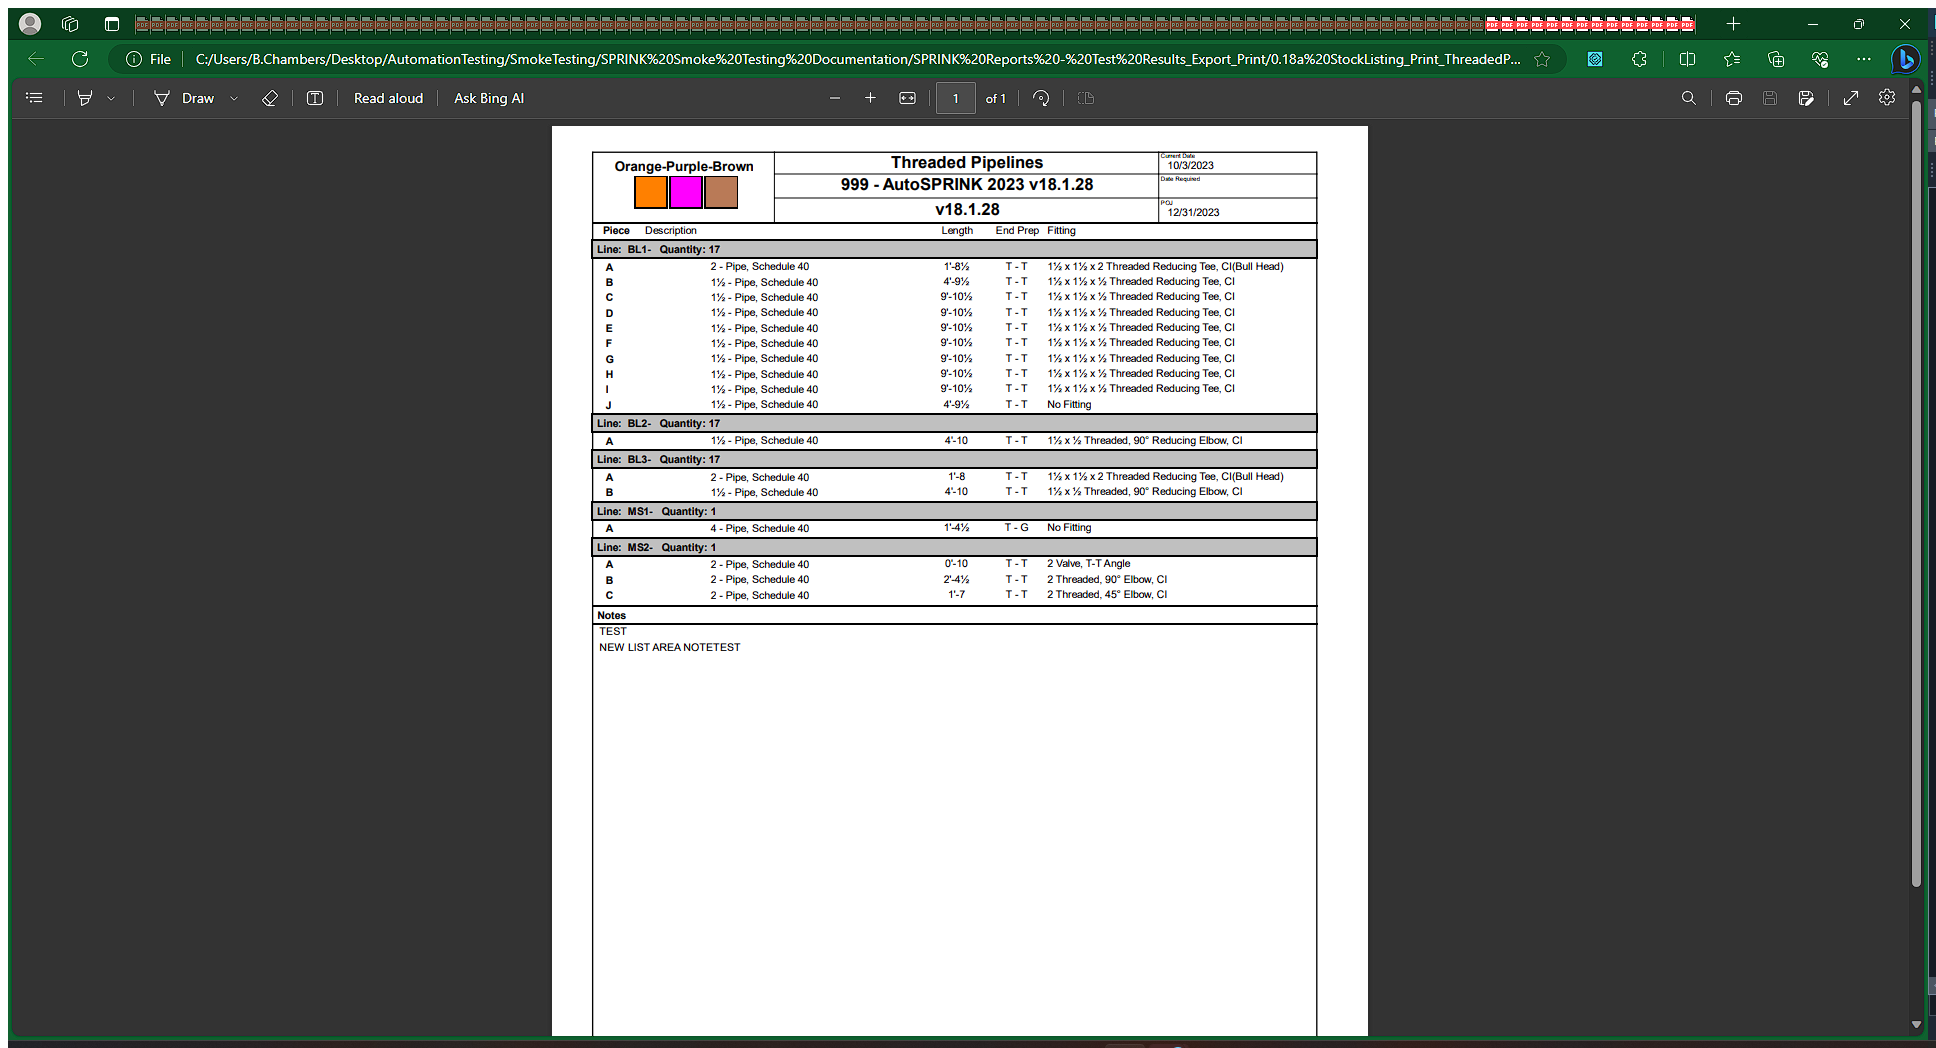 File C:/Users/B.Chambers/Desktop/AutomationTesting/SmokeTesting/SPRINK%20Smoke%20Testing%20Documentation/SPRINK%20Reports%20-%20Test%20Results_Export_Print/0.18a%20StockListing_Print_ThreadedP...
Draw Read aloud Ask Bing AI 1 of 1
Orange-Purple-Brown
Threaded Pipelines
999 - AutoSPRINK 2023 v18.1.28
v18.1.28
Current Date
10/3/2023
Date Required
POJ
12/31/2023
Piece Description Length End Prep Fitting
Line: BL1- Quantity: 17
A 2 - Pipe, Schedule 40 1'-8½ T - T 1½ x 1½ x 2 Threaded Reducing Tee, CI(Bull Head)
B 1½ - Pipe, Schedule 40 4'-9½ T - T 1½ x 1½ x ½ Threaded Reducing Tee, CI
C 1½ - Pipe, Schedule 40 9'-10½ T - T 1½ x 1½ x ½ Threaded Reducing Tee, CI
D 1½ - Pipe, Schedule 40 9'-10½ T - T 1½ x 1½ x ½ Threaded Reducing Tee, CI
E 1½ - Pipe, Schedule 40 9'-10½ T - T 1½ x 1½ x ½ Threaded Reducing Tee, CI
F 1½ - Pipe, Schedule 40 9'-10½ T - T 1½ x 1½ x ½ Threaded Reducing Tee, CI
G 1½ - Pipe, Schedule 40 9'-10½ T - T 1½ x 1½ x ½ Threaded Reducing Tee, CI
H 1½ - Pipe, Schedule 40 9'-10½ T - T 1½ x 1½ x ½ Threaded Reducing Tee, CI
I 1½ - Pipe, Schedule 40 9'-10½ T - T 1½ x 1½ x ½ Threaded Reducing Tee, CI
J 1½ - Pipe, Schedule 40 4'-9½ T - T No Fitting
Line: BL2- Quantity: 17
A 1½ - Pipe, Schedule 40 4'-10 T - T 1½ x ½ Threaded, 90° Reducing Elbow, CI
Line: BL3- Quantity: 17
A 2 - Pipe, Schedule 40 1'-8 T - T 1½ x 1½ x 2 Threaded Reducing Tee, CI(Bull Head)
B 1½ - Pipe, Schedule 40 4'-10 T - T 1½ x ½ Threaded, 90° Reducing Elbow, CI
Line: MS1- Quantity: 1
A 4 - Pipe, Schedule 40 1'-4½ T - G No Fitting
Line: MS2- Quantity: 1
A 2 - Pipe, Schedule 40 0'-10 T - T 2 Valve, T-T Angle
B 2 - Pipe, Schedule 40 2'-4½ T - T 2 Threaded, 90° Elbow, CI
C 2 - Pipe, Schedule 40 1'-7 T - T 2 Threaded, 45° Elbow, CI
Notes
TEST
NEW LIST AREA NOTETEST